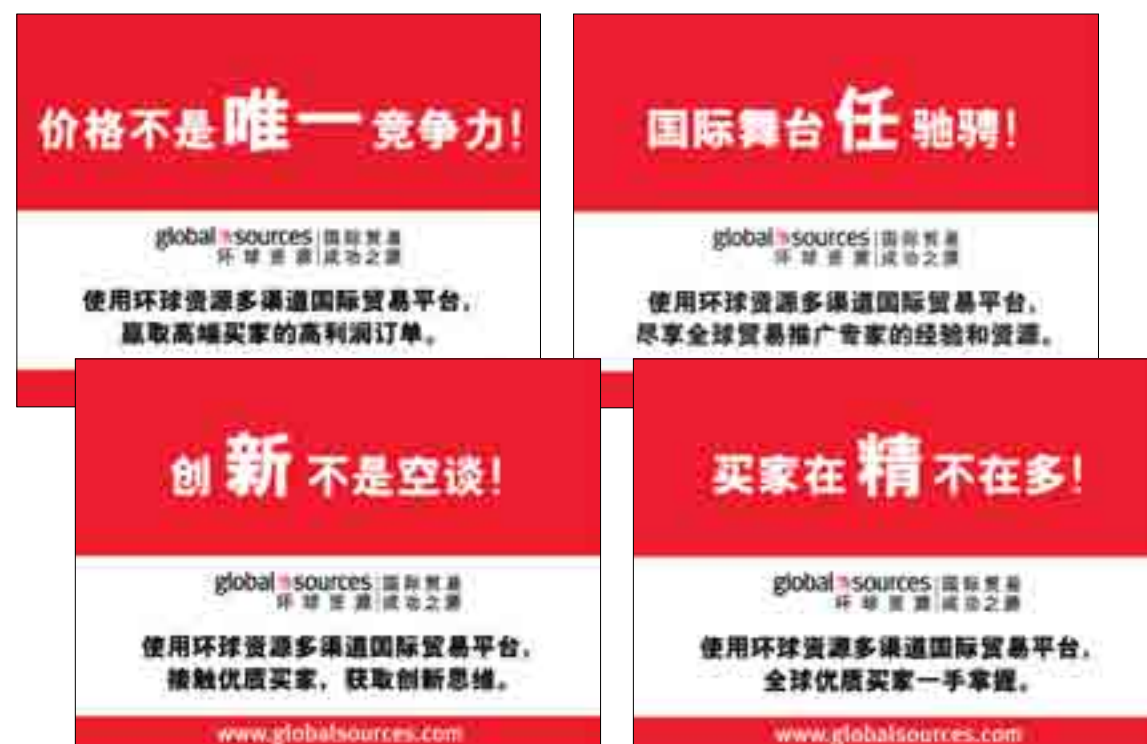 价格不是唯一竞争力!
global sources 国际贸易
环球资源 成功之源
使用环球资源多渠道国际贸易平台，
赢取高端买家的高利润订单。
国际舞台任驰骋!
global sources 国际贸易
环球资源 成功之源
使用环球资源多渠道国际贸易平台，
尽享全球贸易推广专家的经验和资源。
创新不是空谈!
global sources 国际贸易
环球资源 成功之源
使用环球资源多渠道国际贸易平台，
接触优质买家，获取创新思维。
www.globalsources.com
买家在精不在多!
global sources 国际贸易
环球资源 成功之源
使用环球资源多渠道国际贸易平台，
全球优质买家一手掌握。
www.globalsources.com